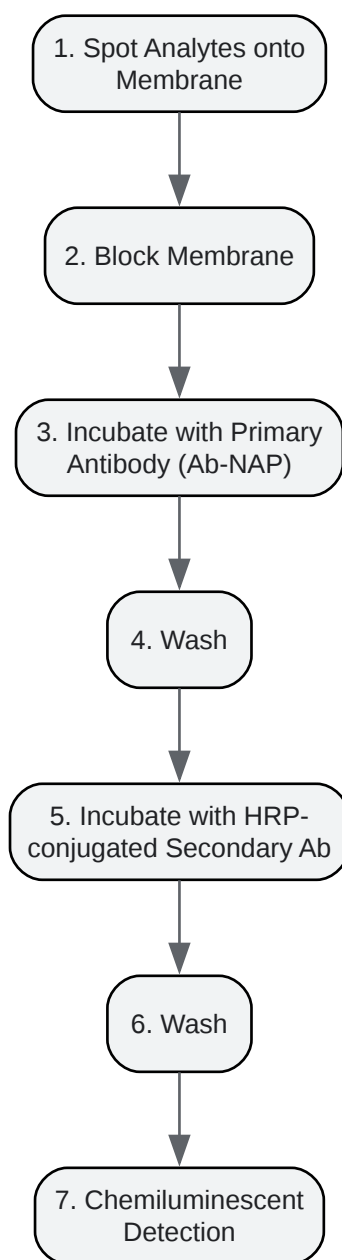 1. Spot Analytes onto
Membrane
2. Block Membrane
3. Incubate with Primary
Antibody (Ab-NAP)
4. Wash
5. Incubate with HRP-
conjugated Secondary Ab
6. Wash
7. Chemiluminescent
Detection